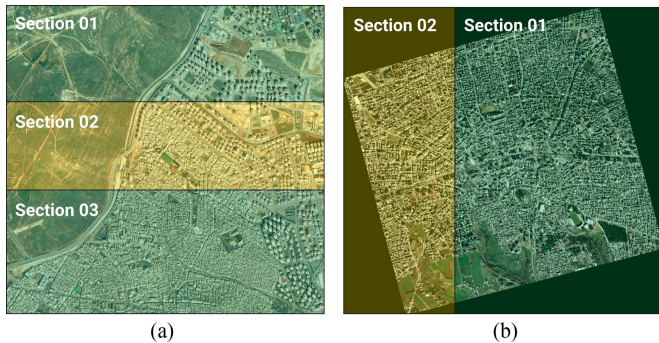 Section 01
Section 02
Section 03
(a)
Section 02 Section 01
(b)